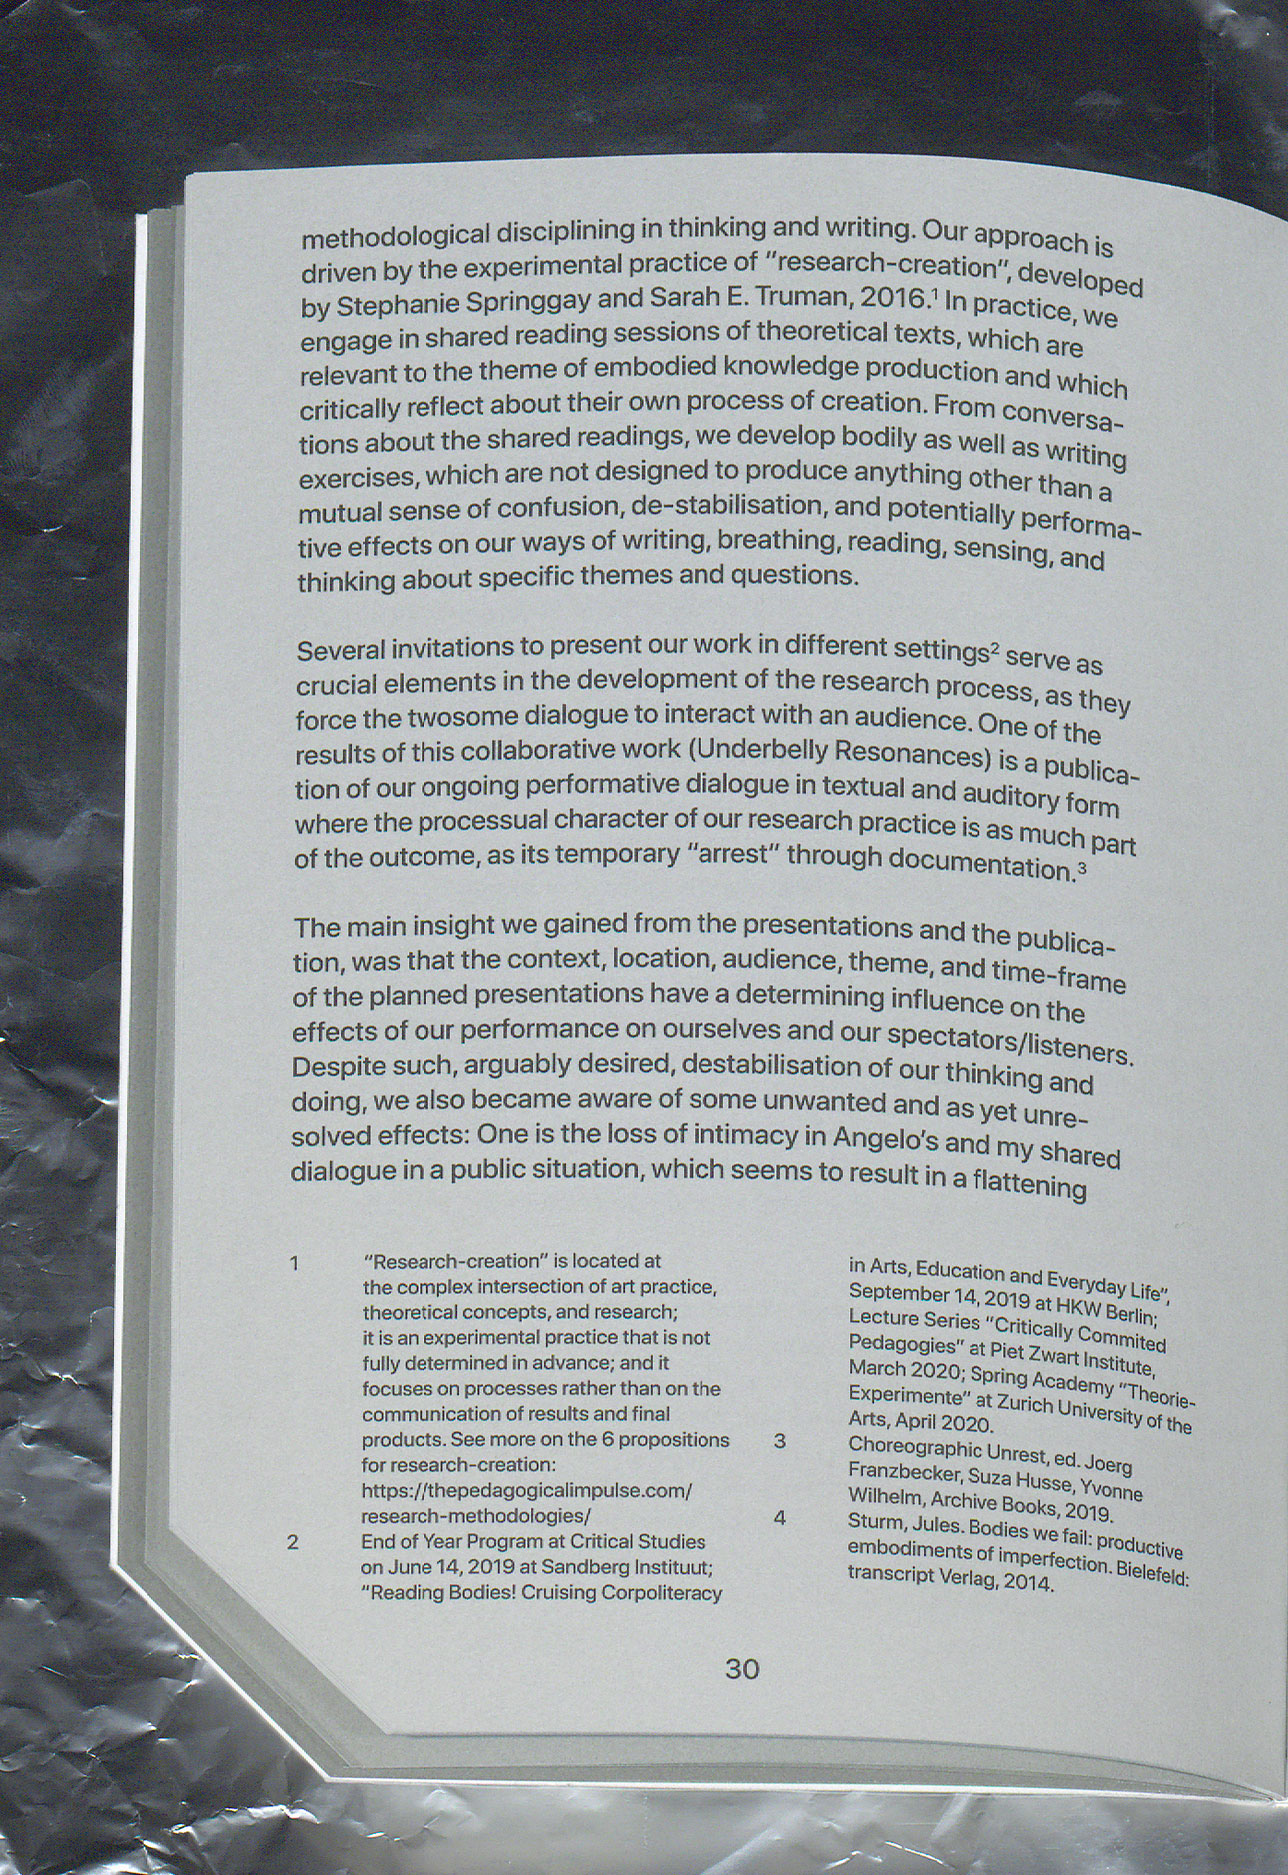 methodological disciplining in thinking and writing. Our approach is
driven by the experimental practice of "research-creation", developed
by Stephanie Springgay and Sarah E. Truman, 2016.¹ In practice, we
engage in shared reading sessions of theoretical texts, which are
relevant to the theme of embodied knowledge production and which
critically reflect about their own process of creation. From conversa-
tions about the shared readings, we develop bodily as well as writing
exercises, which are not designed to produce anything other than a
mutual sense of confusion, de-stabilisation, and potentially performa-
tive effects on our ways of writing, breathing, reading, sensing, and
thinking about specific themes and questions.
Several invitations to present our work in different settings² serve as
crucial elements in the development of the research process, as they
force the twosome dialogue to interact with an audience. One of the
results of this collaborative work (Underbelly Resonances) is a publica-
tion of our ongoing performative dialogue in textual and auditory form
where the processual character of our research practice is as much part
of the outcome, as its temporary "arrest" through documentation.³
The main insight we gained from the presentations and the publica-
tion, was that the context, location, audience, theme, and time-frame
of the planned presentations have a determining influence on the
effects of our performance on ourselves and our spectators/listeners.
Despite such, arguably desired, destabilisation of our thinking and
doing, we also became aware of some unwanted and as yet unre-
solved effects: One is the loss of intimacy in Angelo's and my shared
dialogue in a public situation, which seems to result in a flattening
1 "Research-creation" is located at
the complex intersection of art practice,
theoretical concepts, and research;
it is an experimental practice that is not
fully determined in advance; and it
focuses on processes rather than on the
communication of results and final
products. See more on the 6 propositions
for research-creation:
https://thepedagogicalimpulse.com/
research-methodologies/
2 End of Year Program at Critical Studies
on June 14, 2019 at Sandberg Instituut;
"Reading Bodies! Cruising Corpoliteracy
in Arts, Education and Everyday Life",
September 14, 2019 at HKW Berlin;
Lecture Series "Critically Commited
Pedagogies" at Piet Zwart Institute,
March 2020; Spring Academy "Theorie-
Experimente" at Zurich University of the
Arts, April 2020.
3 Choreographic Unrest, ed. Joerg
Franzbecker, Suza Husse, Yvonne
Wilhelm, Archive Books, 2019.
4 Sturm, Jules. Bodies we fail: productive
embodiments of imperfection. Bielefeld:
transcript Verlag, 2014.
30